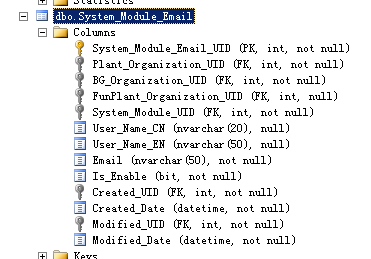 Statistics
dbo.System_Module_Email
Columns
System_Module_Email_UID (PK, int, not null)
Plant_Organization_UID (FK, int, not null)
BG_Organization_UID (FK, int, not null)
FunPlant_Organization_UID (FK, int, null)
System_Module_UID (FK, int, not null)
User_Name_CN (nvarchar(20), null)
User_Name_EN (nvarchar(50), null)
Email (nvarchar(50), not null)
Is_Enable (bit, not null)
Created_UID (FK, int, not null)
Created_Date (datetime, not null)
Modified_UID (FK, int, not null)
Modified_Date (datetime, not null)
Keys